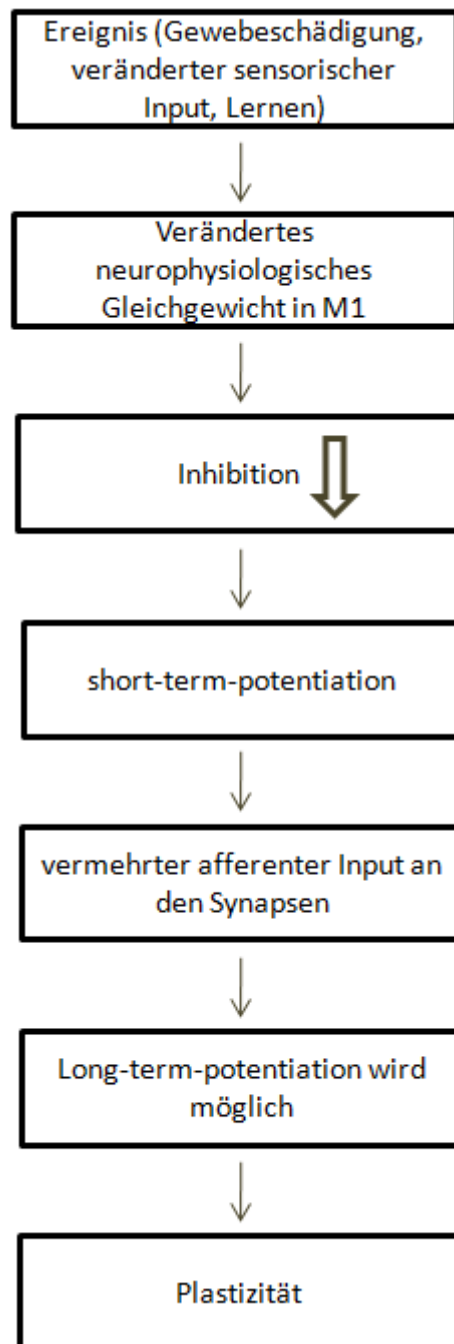 Ereignis (Gewebeschädigung,
veränderter sensorischer
Input, Lernen)
Verändertes
neurophysiologisches
Gleichgewicht in M1
Inhibition
short-term-potentiation
vermehrter afferenter Input an
den Synapsen
Long-term-potentiation wird
möglich
Plastizität